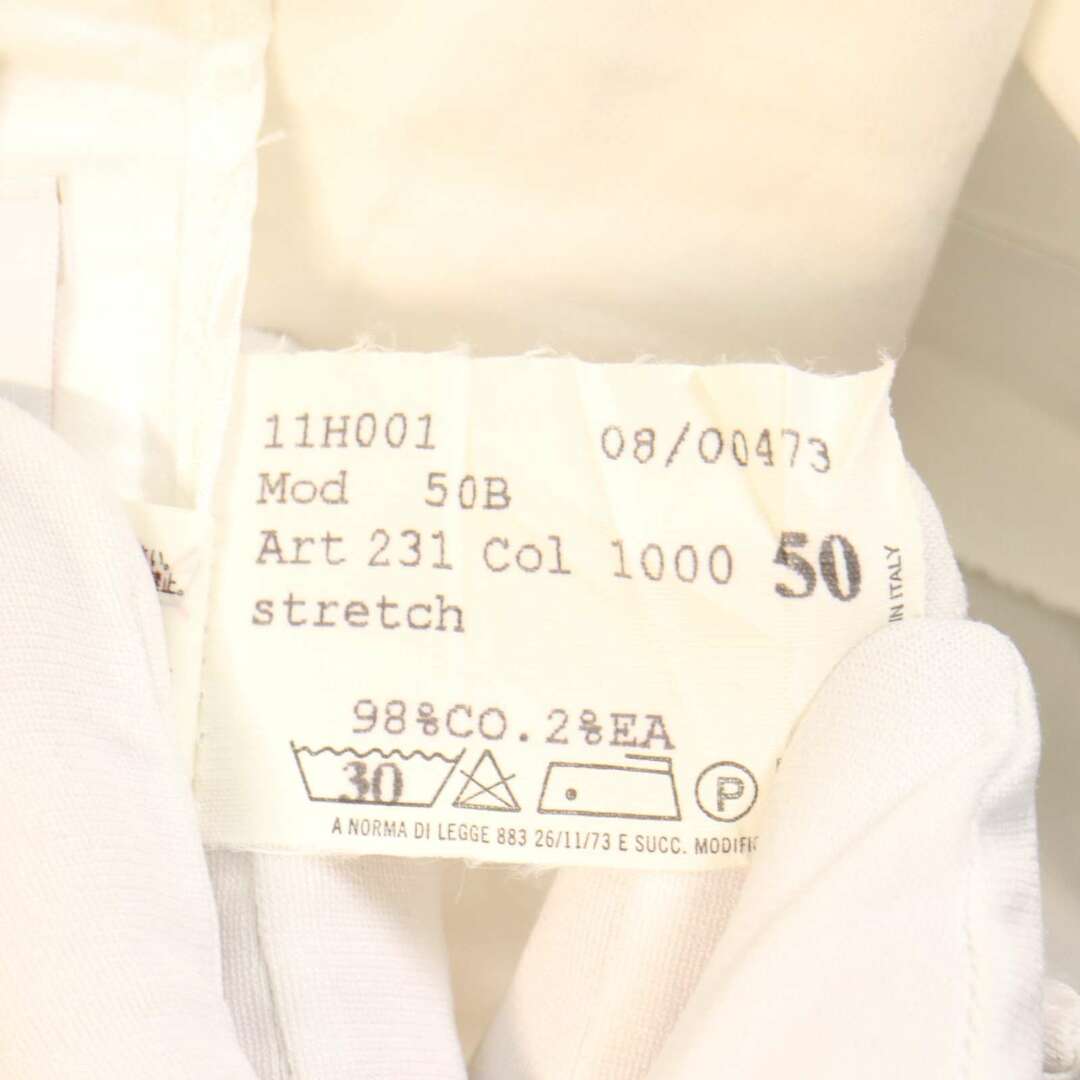 11H001 08/00473
Mod 50B
Art 231 Col 1000 50
stretch
98%CO.2%EA
30 P
A NORMA DI LEGGE 883 26/11/73 E SUCC. MODIFIC
IN ITALY